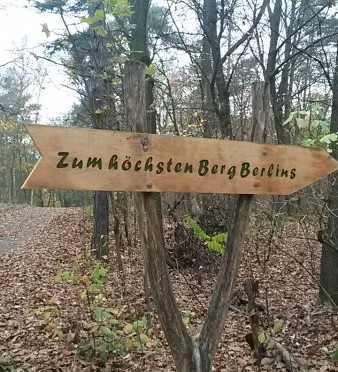 Zum höchsten Berg Berlins